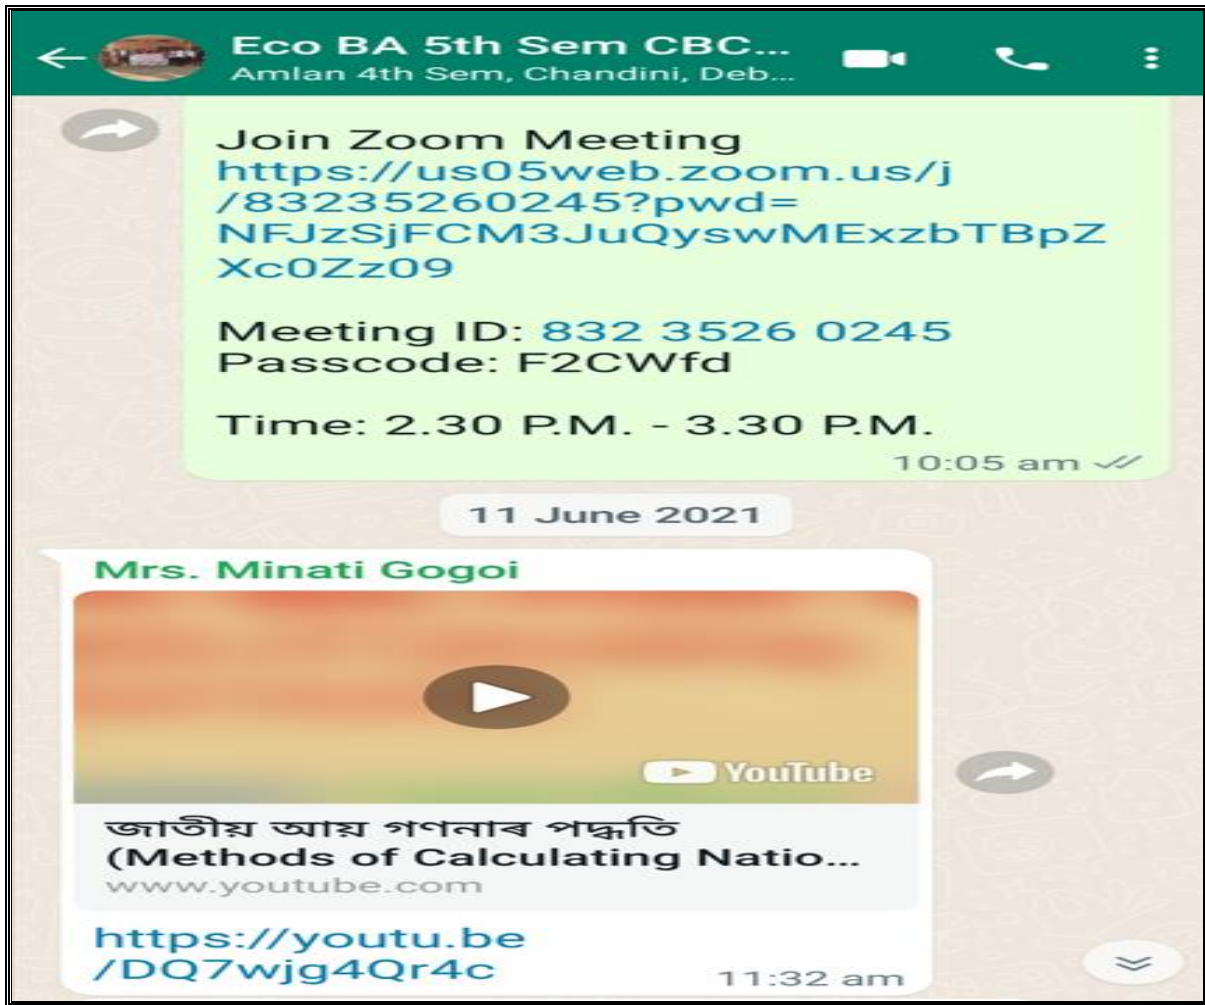 Eco BA 5th Sem CBC...
Amlan 4th Sem, Chandini, Deb...
Join Zoom Meeting
https://us05web.zoom.us/j
/83235260245?pwd=
NFJzSjFCM3JuQyswMExzbTBpZ
Xc0Zz09
Meeting ID: 832 3526 0245
Passcode: F2CWfd
Time: 2.30 P.M. - 3.30 P.M.
10:05 am
11 June 2021
Mrs. Minati Gogoi
YouTube
জাতীয় আয় গণনাৰ পদ্ধতি
(Methods of Calculating Natio...
www.youtube.com
https://youtu.be
/DQ7wjg4Qr4c
11:32 am